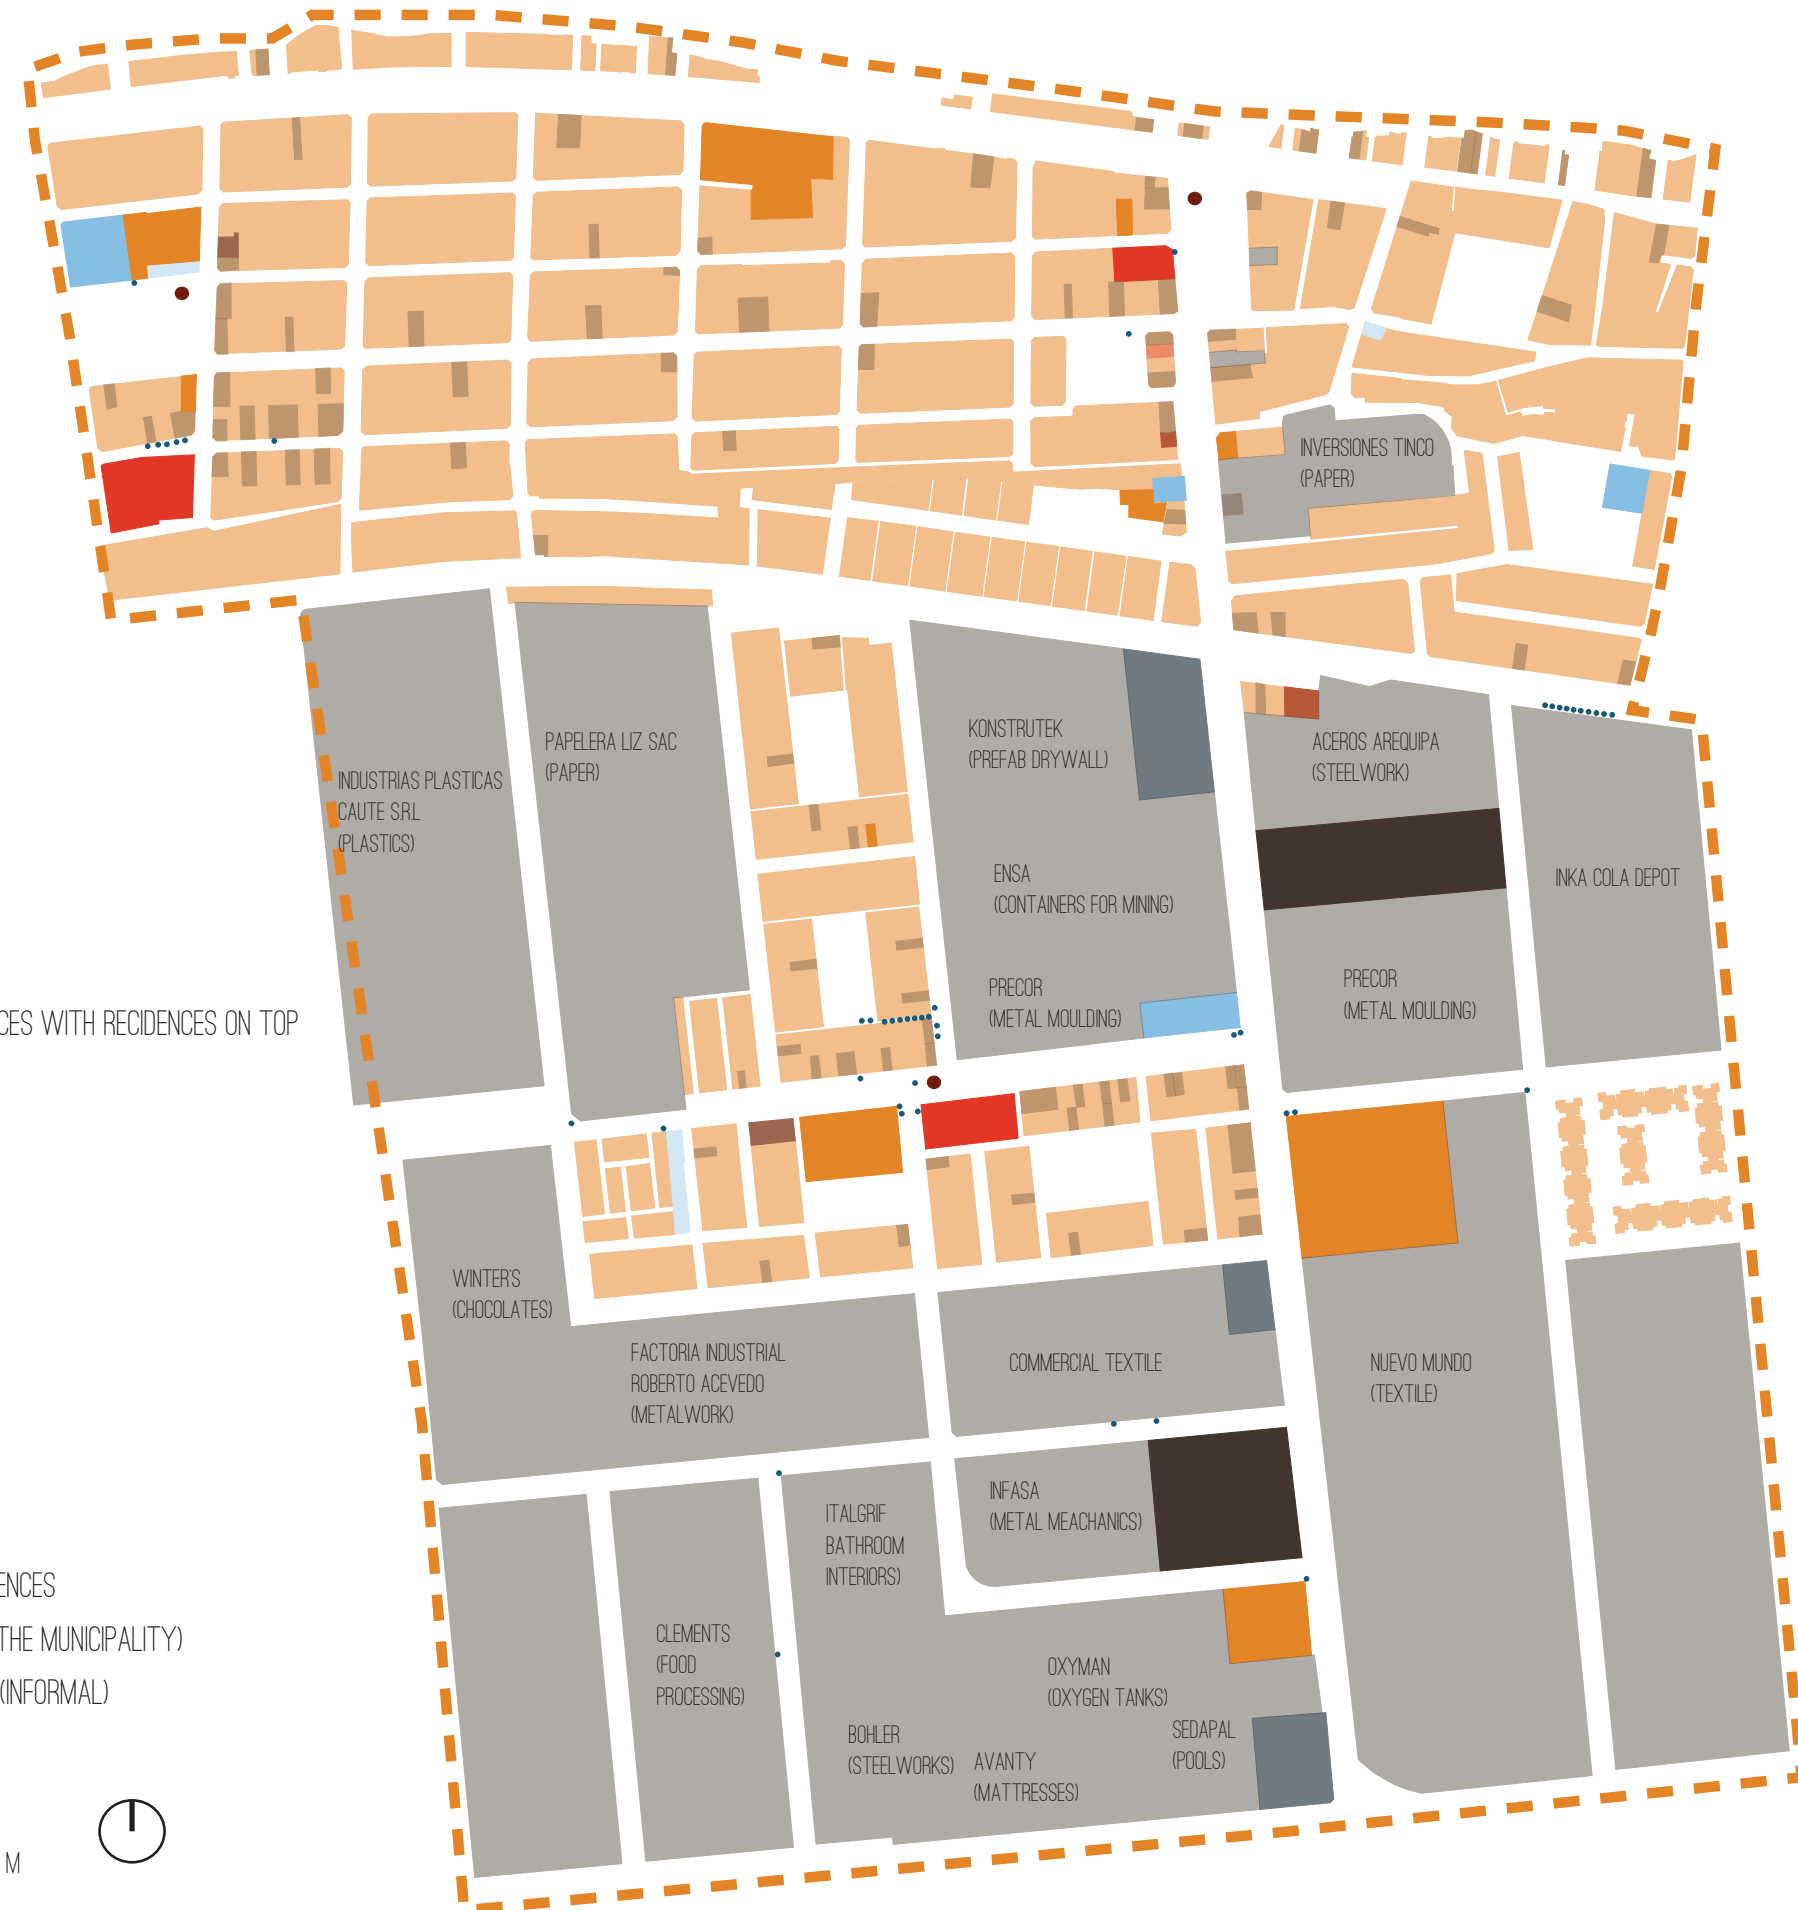 INVERSIONES TINCO
(PAPER)
KONSTRUTEK
(PREFAB DRYWALL)
PAPELERA LIZ SAC
(PAPER)
ACEROS AREQUIPA
(STEELWORK)
INDUSTRIAS PLASTICAS
CAUTE S.R.L
(PLASTICS)
ENSA
(CONTAINERS FOR MINING)
INKA COLA DEPOT
PRECOR
(METAL MOULDING)
PRECOR
(METAL MOULDING)
CES WITH RECIDENCES ON TOP
WINTER'S
(CHOCOLATES)
FACTORIA INDUSTRIAL
ROBERTO ACEVEDO
(METALWORK)
COMMERCIAL TEXTILE
NUEVO MUNDO
(TEXTILE)
INFASA
(METAL MEACHANICS)
ITALGRIF
BATHROOM
INTERIORS)
ENCES
THE MUNICIPALITY)
(INFORMAL)
CLEMENTS
(FOOD
PROCESSING)
OXYMAN
(OXYGEN TANKS)
BOHLER
(STEELWORKS)
AVANTY
(MATTRESSES)
SEDAPAL
(POOLS)
M